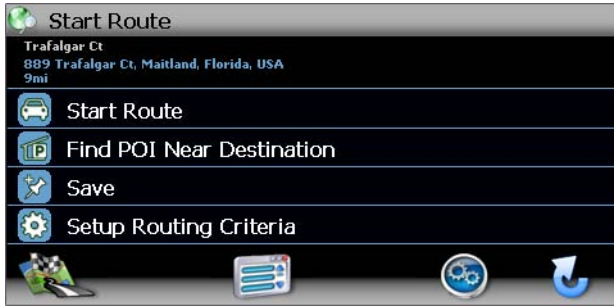 Start Route
Trafalgar Ct
889 Trafalgar Ct, Maitland, Florida, USA
9mi
Start Route
P
Find POI Near Destination
Save
Setup Routing Criteria